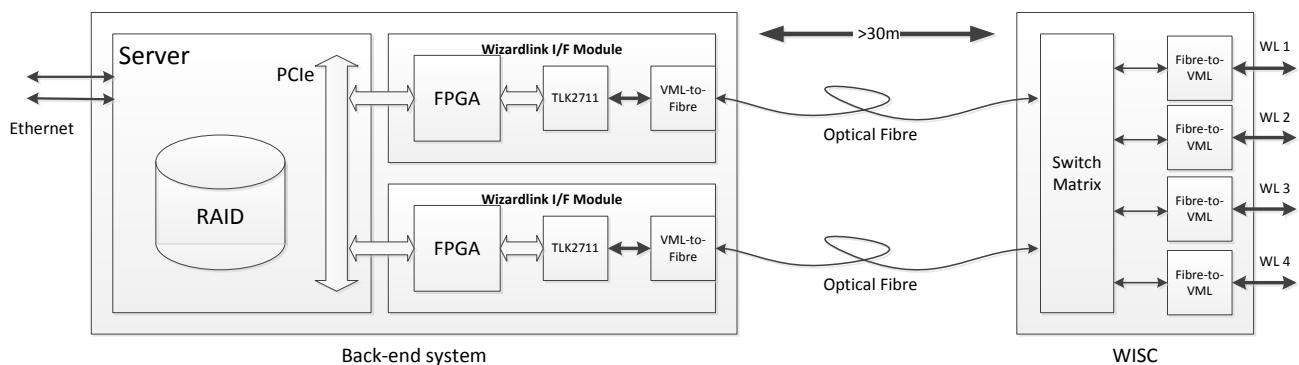 Server
PCIe
Ethernet
RAID
Wizardlink I/F Module
FPGA
TLK2711
VML-to-
Fibre
Wizardlink I/F Module
FPGA
TLK2711
VML-to-
Fibre
Back-end system
>30m
Optical Fibre
Optical Fibre
Switch
Matrix
Fibre-to-
VML
WL 1
Fibre-to-
VML
WL 2
Fibre-to-
VML
WL 3
Fibre-to-
VML
WL 4
WISC